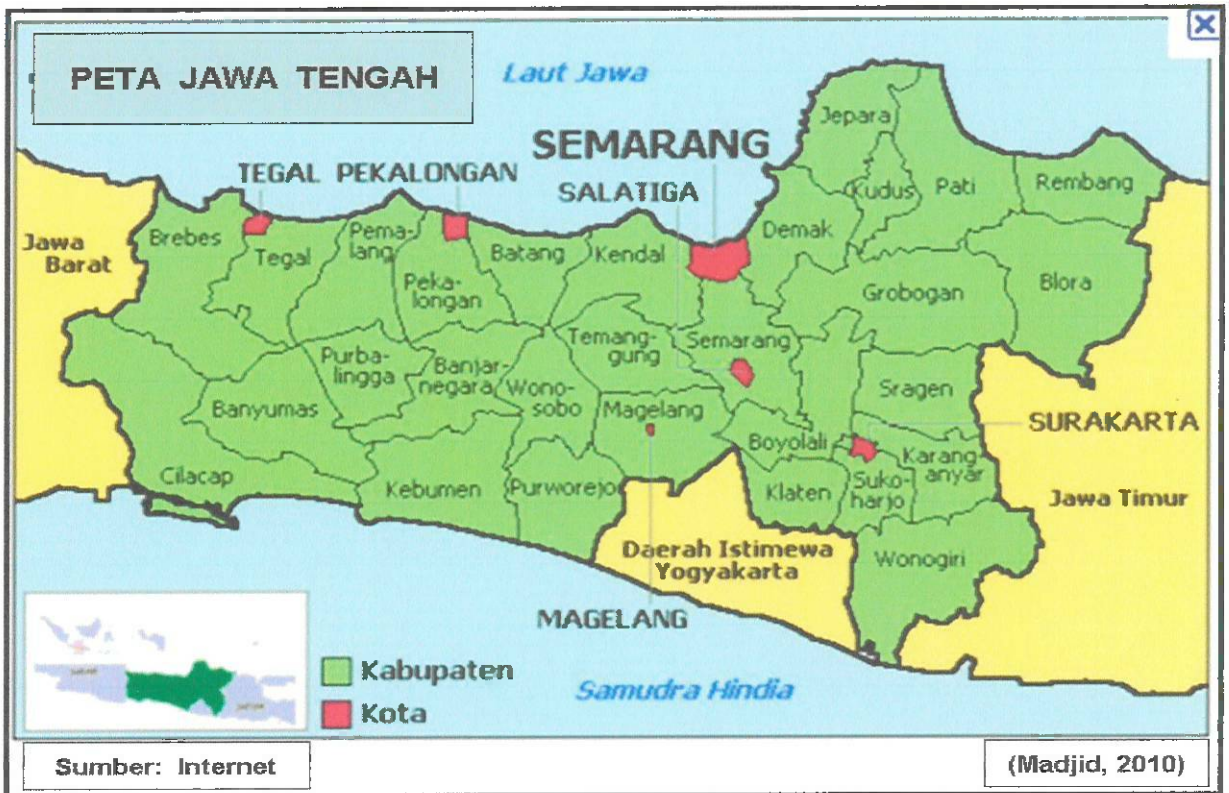 PETA JAWA TENGAH
Laut Jawa
SEMARANG
SALATIGA
TEGAL
PEKALONGAN
Jepara
Kudus
Pati
Rembang
Jawa
Barat
Brebes
Tegal
Pema-
lang
Peka-
longan
Batang
Kendal
Demak
Grobogan
Blora
Purba-
lingga
Banjar-
negara
Wono-
sobo
Temang-
gung
Semarang
Sragen
Banyumas
Magelang
Boyolali
SURAKARTA
Karang-
anyar
Cilacap
Kebumen
Purworejo
Klaten
Suko-
harjo
Jawa Timur
Daerah Istimewa
Yogyakarta
Wonogiri
MAGELANG
Kabupaten
Kota
Samudra Hindia
Sumber: Internet
(Madjid, 2010)